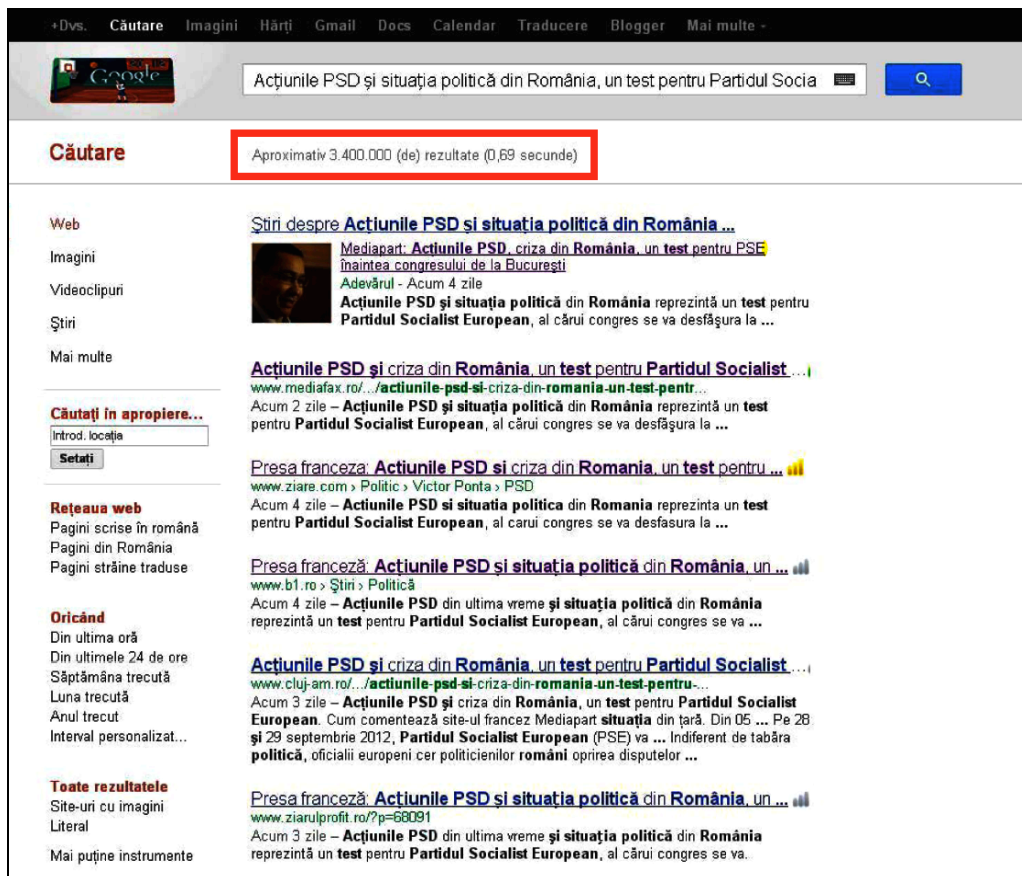 +Dvs. Căutare Imagini Hărți Gmail Docs Calendar Traducere Blogger Mai multe
Google
Acțiunile PSD și situația politică din România, un test pentru Partidul Socia
Căutare
Aproximativ 3.400.000 (de) rezultate (0,69 secunde)
Web
Imagini
Videoclipuri
Știri
Mai multe
Căutați în apropiere...
Introd. locația
Setați
Rețeaua web
Pagini scrise în română
Pagini din România
Pagini străine traduse
Oricând
Din ultima oră
Din ultimele 24 de ore
Săptămâna trecută
Luna trecută
Anul trecut
Interval personalizat...
Toate rezultatele
Site-uri cu imagini
Literal
Mai puține instrumente
Știri despre Acțiunile PSD și situația politică din România ...
Mediapart: Acțiunile PSD, criza din România, un test pentru PSE
înaintea congresului de la București
Adevărul - Acum 4 zile
Acțiunile PSD și situația politică din România reprezintă un test pentru
Partidul Socialist European, al cărui congres se va desfășura la ...
Acțiunile PSD și criza din România, un test pentru Partidul Socialist ...
www.mediafax.ro/.../actiunile-psd-si-criza-din-romania-un-test-pentr...
Acum 2 zile – Acțiunile PSD și situația politică din România reprezintă un test
pentru Partidul Socialist European, al cărui congres se va desfășura la ...
Presa franceza: Actiunile PSD si criza din Romania, un test pentru ...
www.ziare.com › Politic › Victor Ponta › PSD
Acum 4 zile – Actiunile PSD si situatia politica din Romania reprezinta un test
pentru Partidul Socialist European, al carui congres se va desfasura la ...
Presa franceză: Acțiunile PSD și situația politică din România, un ...
www.b1.ro › Știri › Politică
Acum 4 zile – Acțiunile PSD din ultima vreme și situația politică din România
reprezintă un test pentru Partidul Socialist European, al cărui congres se va ...
Acțiunile PSD și criza din România, un test pentru Partidul Socialist ...
www.cluj-am.ro/.../actiunile-psd-si-criza-din-romania-un-test-pentru-...
Acum 3 zile – Acțiunile PSD și criza din România, un test pentru Partidul Socialist
European. Cum comentează site-ul francez Mediapart situația din țară. Din 05 ... Pe 28
și 29 septembrie 2012, Partidul Socialist European (PSE) va ... Indiferent de tabăra
politică, oficialii europeni cer politicienilor români oprirea disputelor ...
Presa franceză: Acțiunile PSD și situația politică din România, un ...
www.ziarulprofit.ro/?p=68091
Acum 3 zile – Acțiunile PSD din ultima vreme și situația politică din România
reprezintă un test pentru Partidul Socialist European, al cărui congres se va.